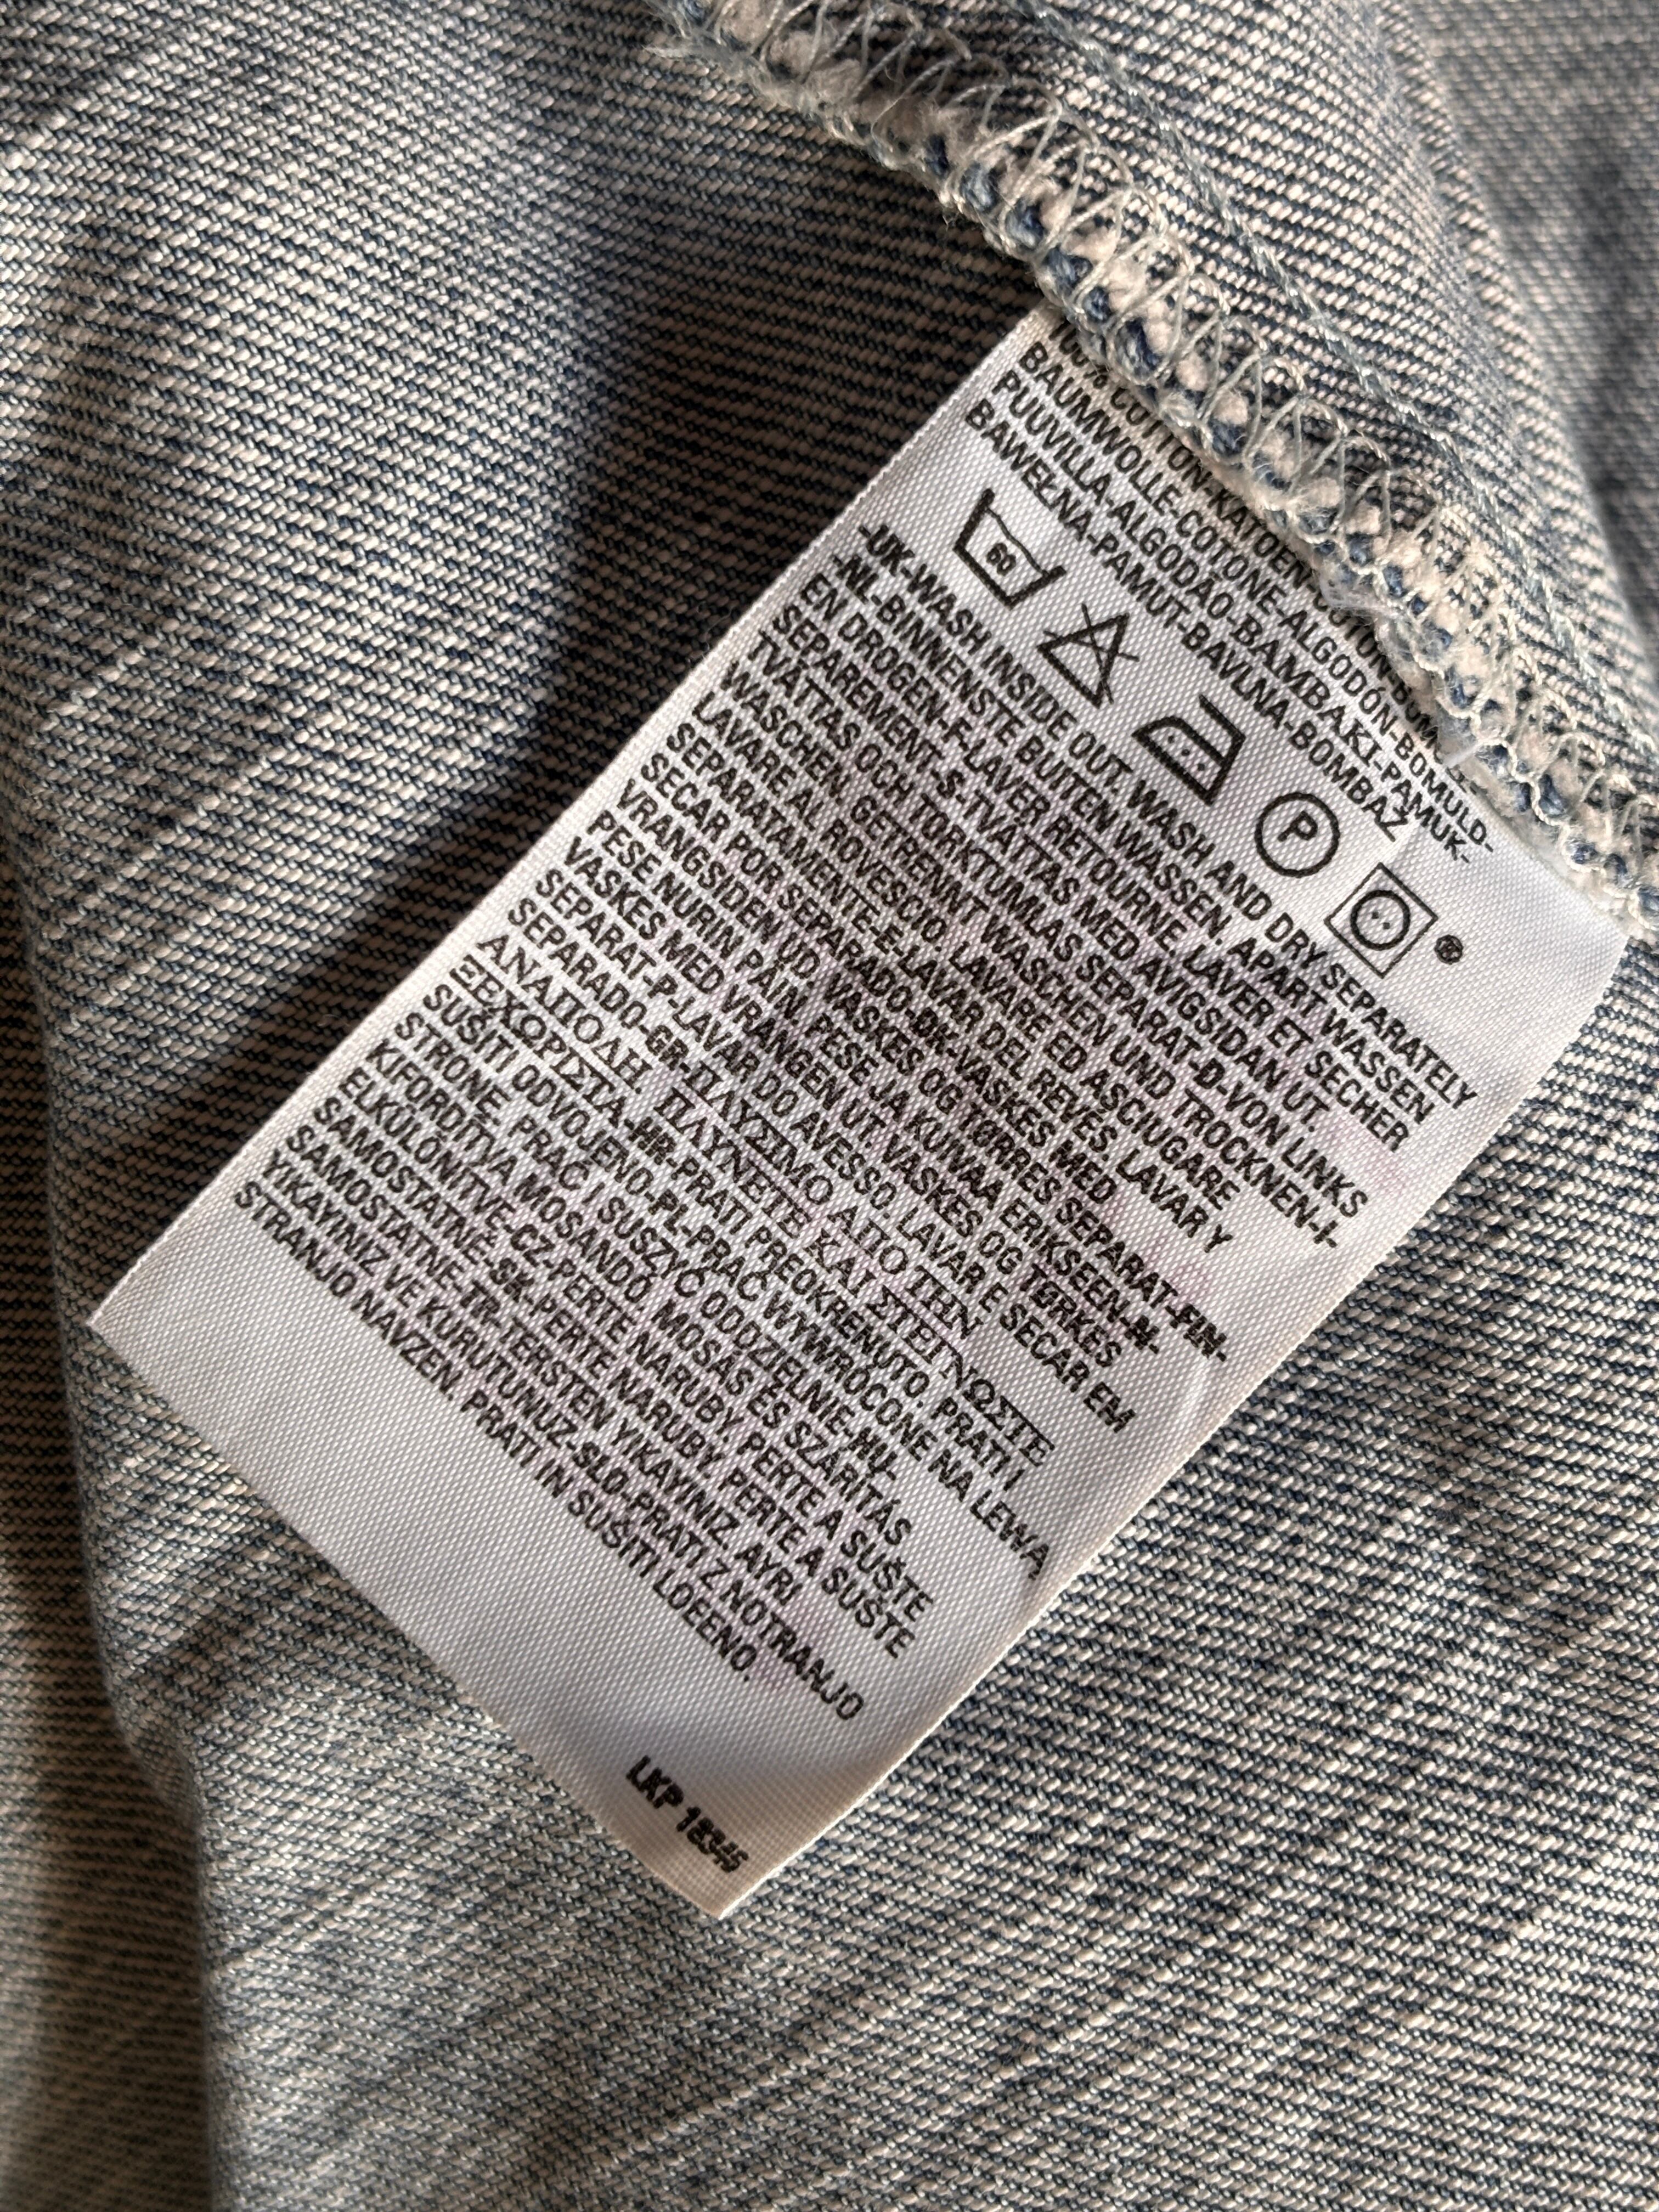 100% COTTON-KATOEN-COTON-BOMULD-
BAUMWOLLE-COTONE-ALGODÓN-BOMULD-
PUUVILLA-ALGODÃO-BAMBAKI-PAMUK-
BAWEŁNA-PAMUT-BAVLNA-BOMBAŽ
60
P
®
-UK-WASH INSIDE OUT. WASH AND DRY SEPARATELY
-NL-BINNENSTE BUITEN WASSEN. APART WASSEN
EN DROGEN-F-LAVER RETOURNE. LAVER ET SECHER
SEPAREMENT-S-TVÄTTAS MED AVIGSIDAN UT.
TVÄTTAS OCH TORKTUMLAS SEPARAT-D-VON LINKS
WASCHEN. GETRENMT WASCHEN UND TROCKNEN-I-
LAVARE AL ROVESCIO. LAVARE ED ASCIUGARE
SEPARATAMENTE-E-LAVAR DEL REVÉS. LAVAR Y
SECAR POR SEPARADO-DK-VASKES MED
VRANGSIDEN UD. VASKES OG TØRRES SEPARAT-FIN-
PESE NURIN PÄIN. PESE JA KUIVAA ERIKSEEN-N-
VASKES MED VRANGEN UT. VASKES OG TØRKES
SEPARAT-P-LAVAR DO AVESSO. LAVAR E SECAR EM
SEPARADO-GR-ΠΛΥΣΙΜΟ ΑΠΟ ΤΗΝ
ΑΝΑΠΟΔΗ. ΠΛΥΝΕΤΕ ΚΑΙ ΣΤΕΓΝΩΣΤΕ
ΞΕΧΩΡΙΣΤΑ-HR-PRATI PREOKRENUTO. PRATI I
SUŠITI ODVOJENO-PL-PRAĆ WYWRÓCONE NA LEWĄ
STRONĘ. PRAĆ I SUSZYĆ ODDZIELNIE-HU-
KIFORDÍTVA MOSANDÓ. MOSÁS ÉS SZÁRÍTÁS
ELKÜLÖNÍTVE-CZ-PERTE NARUBY. PERTE A SUŠTE
SAMOSTATNĚ-SK-PERTE NARUBY. PERTE A SUŠTE
SAMOSTATNE-TR-TERSTEN YIKAYINIZ. AYRI
YIKAYINIZ VE KURUTUNUZ-SLO-PRATI Z NOTRANJO
STRANJO NAVZEN. PRATI IN SUŠITI LOEENO.
LKP 18345